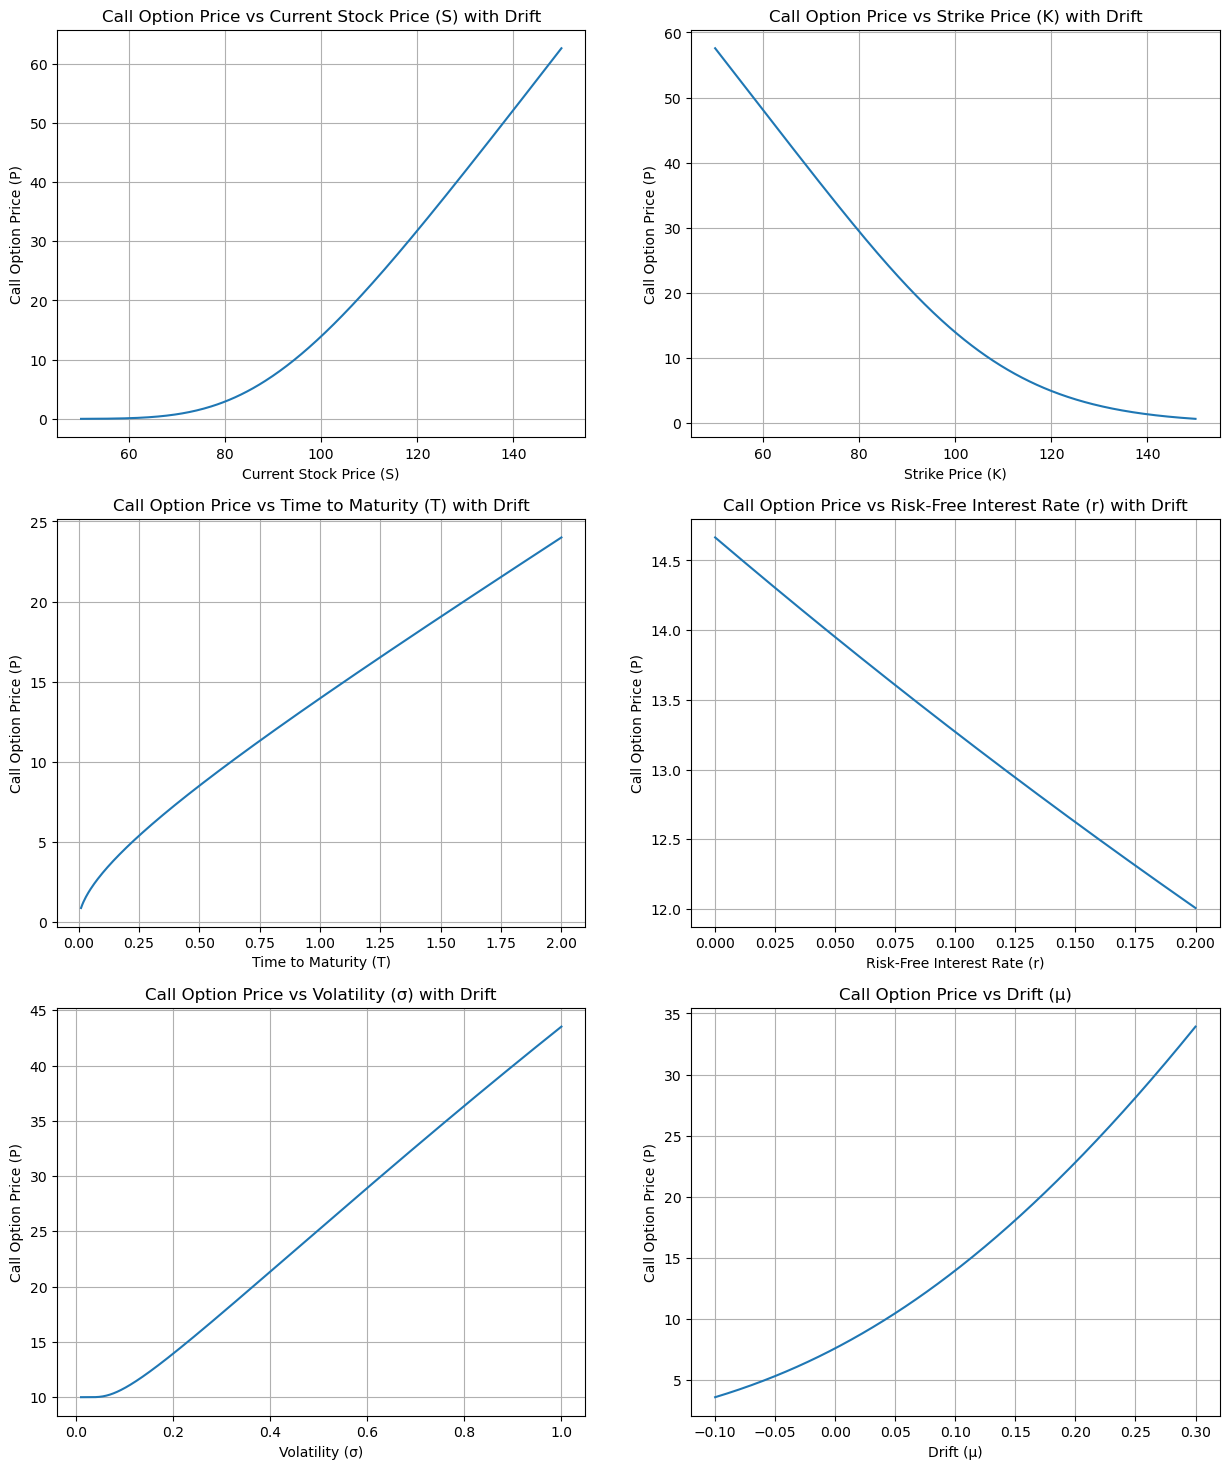 Call Option Price vs Current Stock Price (S) with Drift
Call Option Price (P)
60
50
40
30
20
10
0
60 80 100 120 140
Current Stock Price (S)
Call Option Price vs Strike Price (K) with Drift
Call Option Price (P)
60
50
40
30
20
10
0
60 80 100 120 140
Strike Price (K)
Call Option Price vs Time to Maturity (T) with Drift
Call Option Price (P)
25
20
15
10
5
0
0.00 0.25 0.50 0.75 1.00 1.25 1.50 1.75 2.00
Time to Maturity (T)
Call Option Price vs Risk-Free Interest Rate (r) with Drift
Call Option Price (P)
14.5
14.0
13.5
13.0
12.5
12.0
0.000 0.025 0.050 0.075 0.100 0.125 0.150 0.175 0.200
Risk-Free Interest Rate (r)
Call Option Price vs Volatility (σ) with Drift
Call Option Price (P)
45
40
35
30
25
20
15
10
0.0 0.2 0.4 0.6 0.8 1.0
Volatility (σ)
Call Option Price vs Drift (μ)
Call Option Price (P)
35
30
25
20
15
10
5
−0.10 −0.05 0.00 0.05 0.10 0.15 0.20 0.25 0.30
Drift (μ)